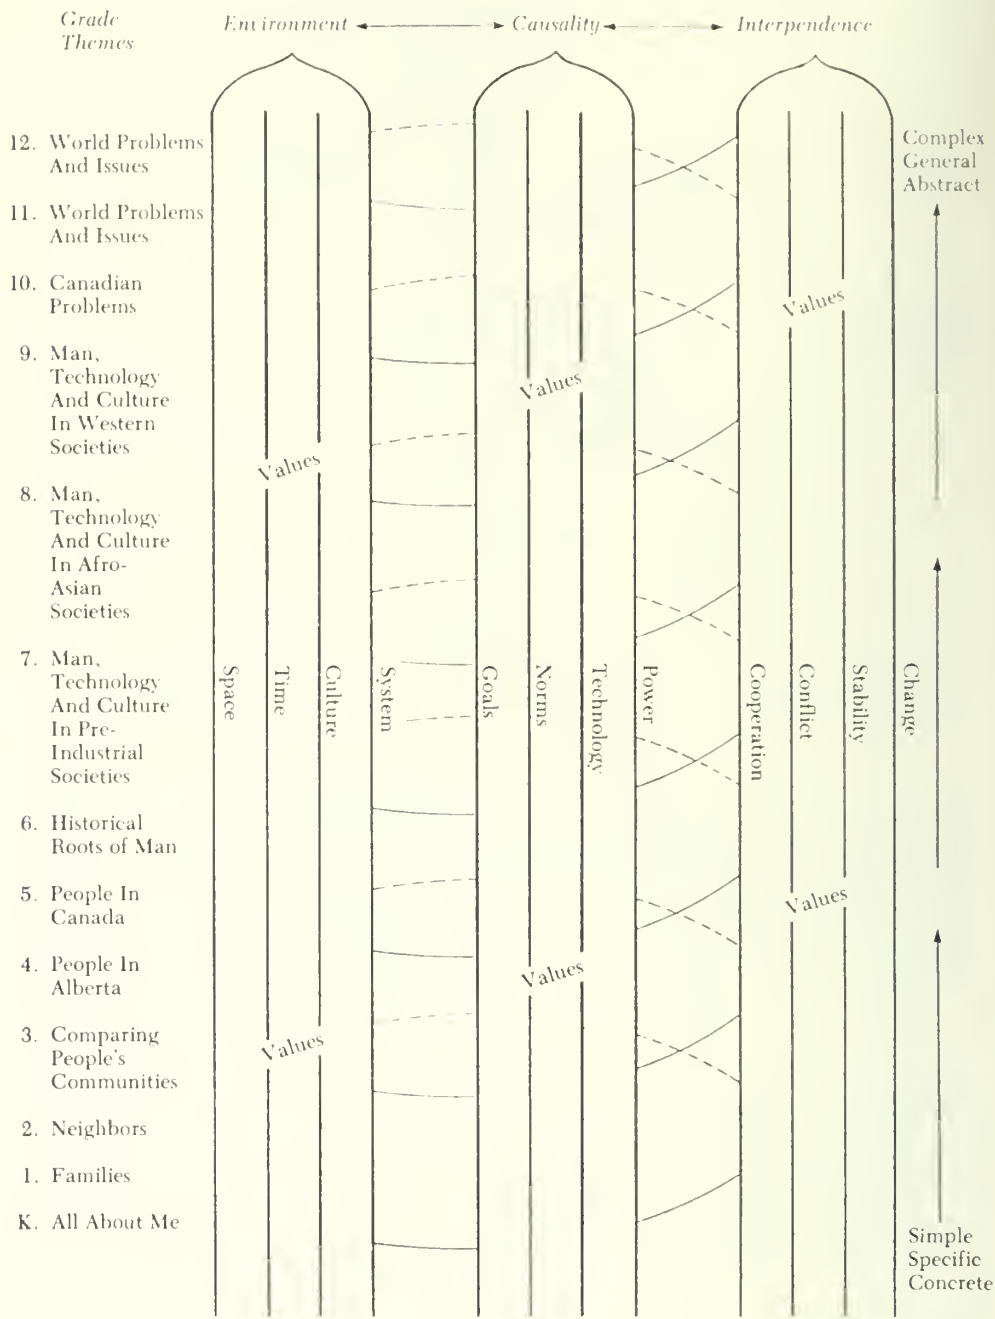 Grade
Themes
Environment
Causality
Interpendence
12. World Problems
And Issues
11. World Problems
And Issues
10. Canadian
Problems
9. Man,
Technology
And Culture
In Western
Societies
8. Man,
Technology
And Culture
In Afro-
Asian
Societies
7. Man,
Technology
And Culture
In Pre-
Industrial
Societies
6. Historical
Roots of Man
5. People In
Canada
4. People In
Alberta
3. Comparing
People's
Communities
2. Neighbors
1. Families
K. All About Me
Values
Values
Values
Space
Time
Culture
System
Goals
Norms
Technology
Power
Cooperation
Conflict
Stability
Change
Values
Values
Values
Complex
General
Abstract
Simple
Specific
Concrete